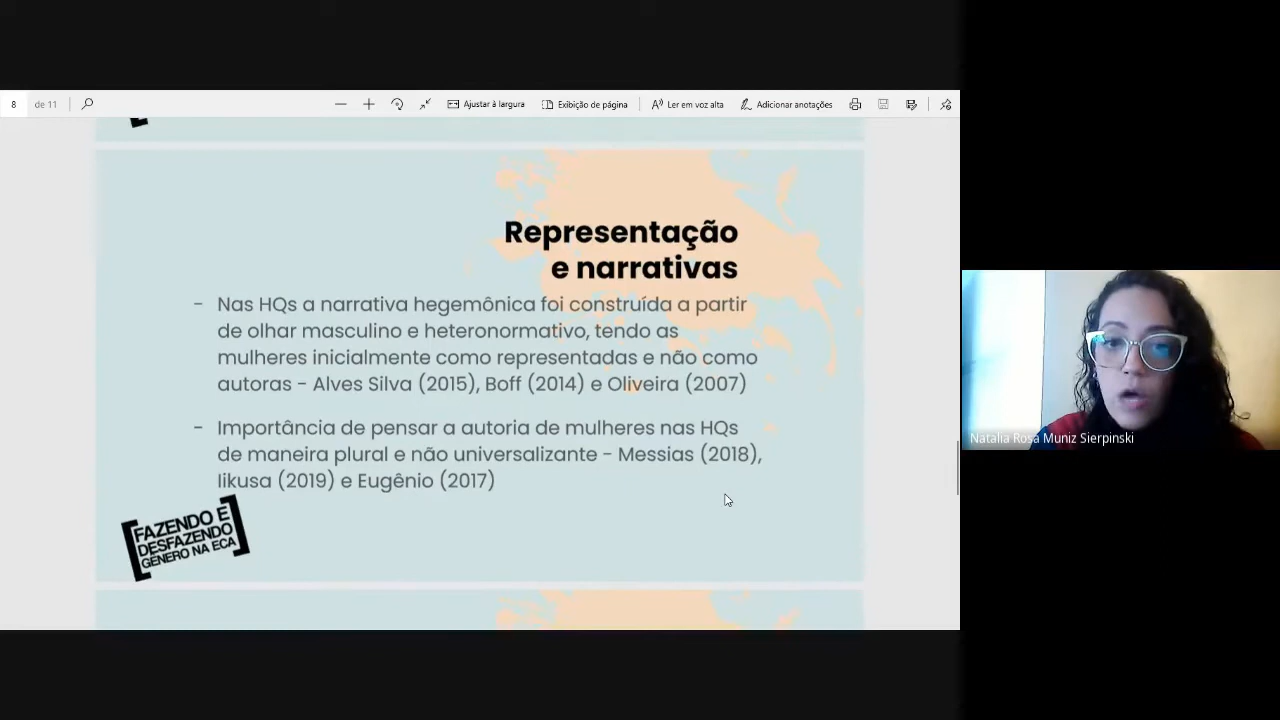 8 de 11 Ajustar à largura Exibição de página Ler em voz alta Adicionar anotações
Representação
e narrativas
- Nas HQs a narrativa hegemônica foi construída a partir
de olhar masculino e heteronormativo, tendo as
mulheres inicialmente como representadas e não como
autoras - Alves Silva (2015), Boff (2014) e Oliveira (2007)
- Importância de pensar a autoria de mulheres nas HQs
de maneira plural e não universalizante - Messias (2018),
Iikusa (2019) e Eugênio (2017)
[FAZENDO E
DESFAZENDO
GÊNERO NA ECA]
Natalia Rosa Muniz Sierpinski